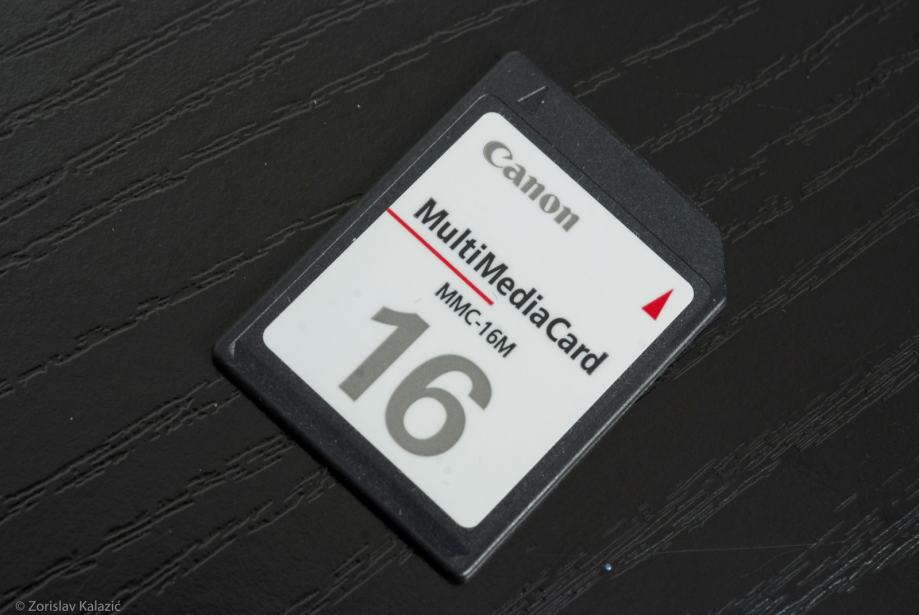 Canon
MultiMediaCard
MMC-16M
16
© Zorislav Kalazić